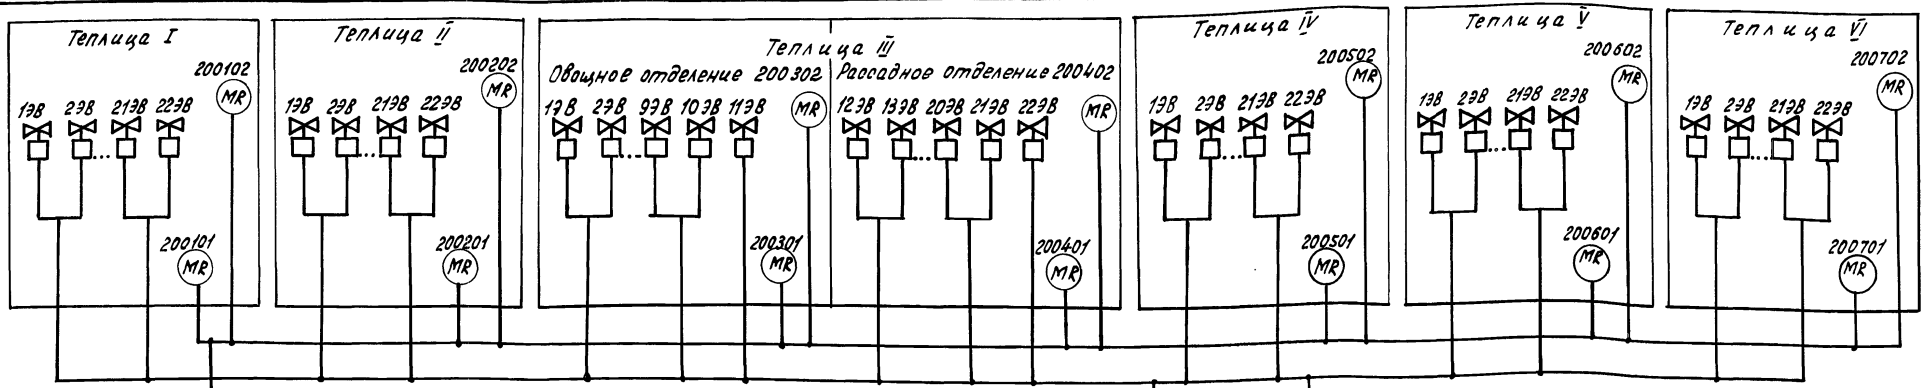 Теплица I
200102
1ЭВ 2ЭВ 21ЭВ 22ЭВ
MR
200101
MR
Теплица II
200202
1ЭВ 2ЭВ 21ЭВ 22ЭВ
MR
200201
MR
Теплица III
Овощное отделение 200302
1ЭВ 2ЭВ 9ЭВ 10ЭВ 11ЭВ
MR
200301
MR
Рассадное отделение 200402
12ЭВ 13ЭВ 20ЭВ 21ЭВ 22ЭВ
MR
200401
MR
Теплица IV
200502
1ЭВ 2ЭВ 21ЭВ 22ЭВ
MR
200501
MR
Теплица V
200602
1ЭВ 2ЭВ 21ЭВ 22ЭВ
MR
200601
MR
Теплица VI
200702
1ЭВ 2ЭВ 21ЭВ 22ЭВ
MR
200701
MR